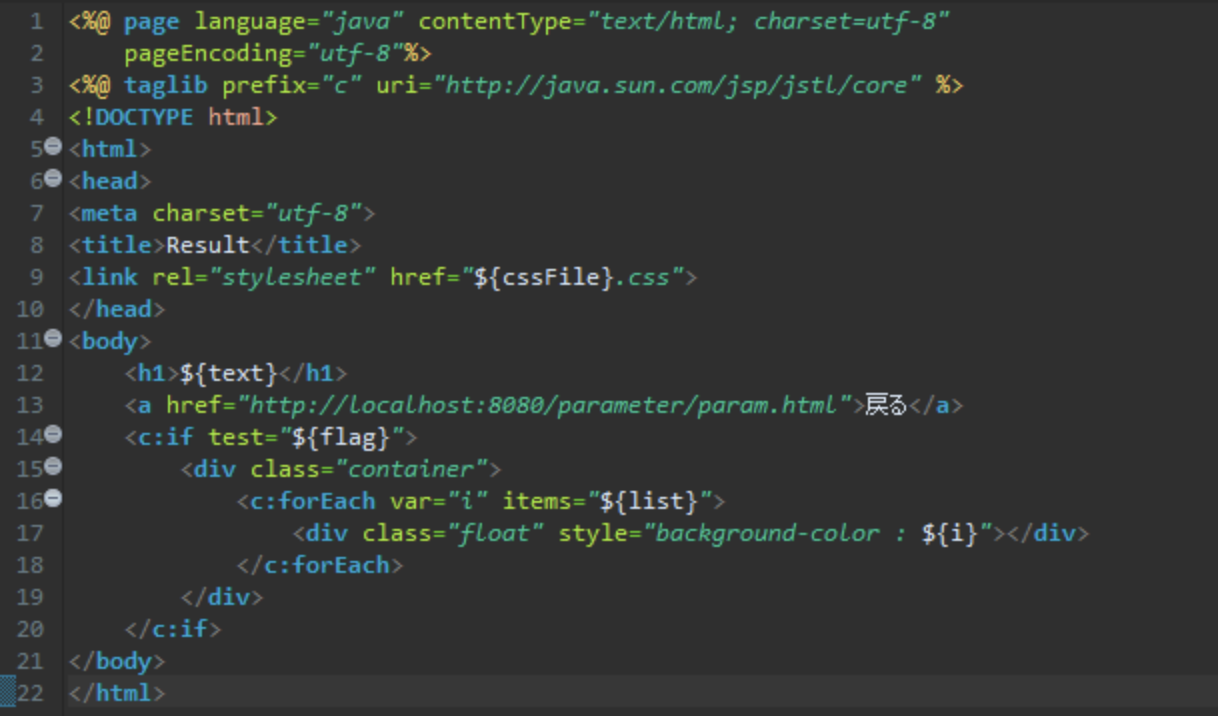 1 <%@ page language="java" contentType="text/html; charset=utf-8"
2     pageEncoding="utf-8"%>
3 <%@ taglib prefix="c" uri="http://java.sun.com/jsp/jstl/core" %>
4 <!DOCTYPE html>
5 <html>
6 <head>
7 <meta charset="utf-8">
8 <title>Result</title>
9 <link rel="stylesheet" href="${cssFile}.css">
10 </head>
11 <body>
12     <h1>${text}</h1>
13     <a href="http://localhost:8080/parameter/param.html">戻る</a>
14     <c:if test="${flag}">
15         <div class="container">
16             <c:forEach var="i" items="${list}">
17                 <div class="float" style="background-color : ${i}"></div>
18             </c:forEach>
19         </div>
20     </c:if>
21 </body>
22 </html>